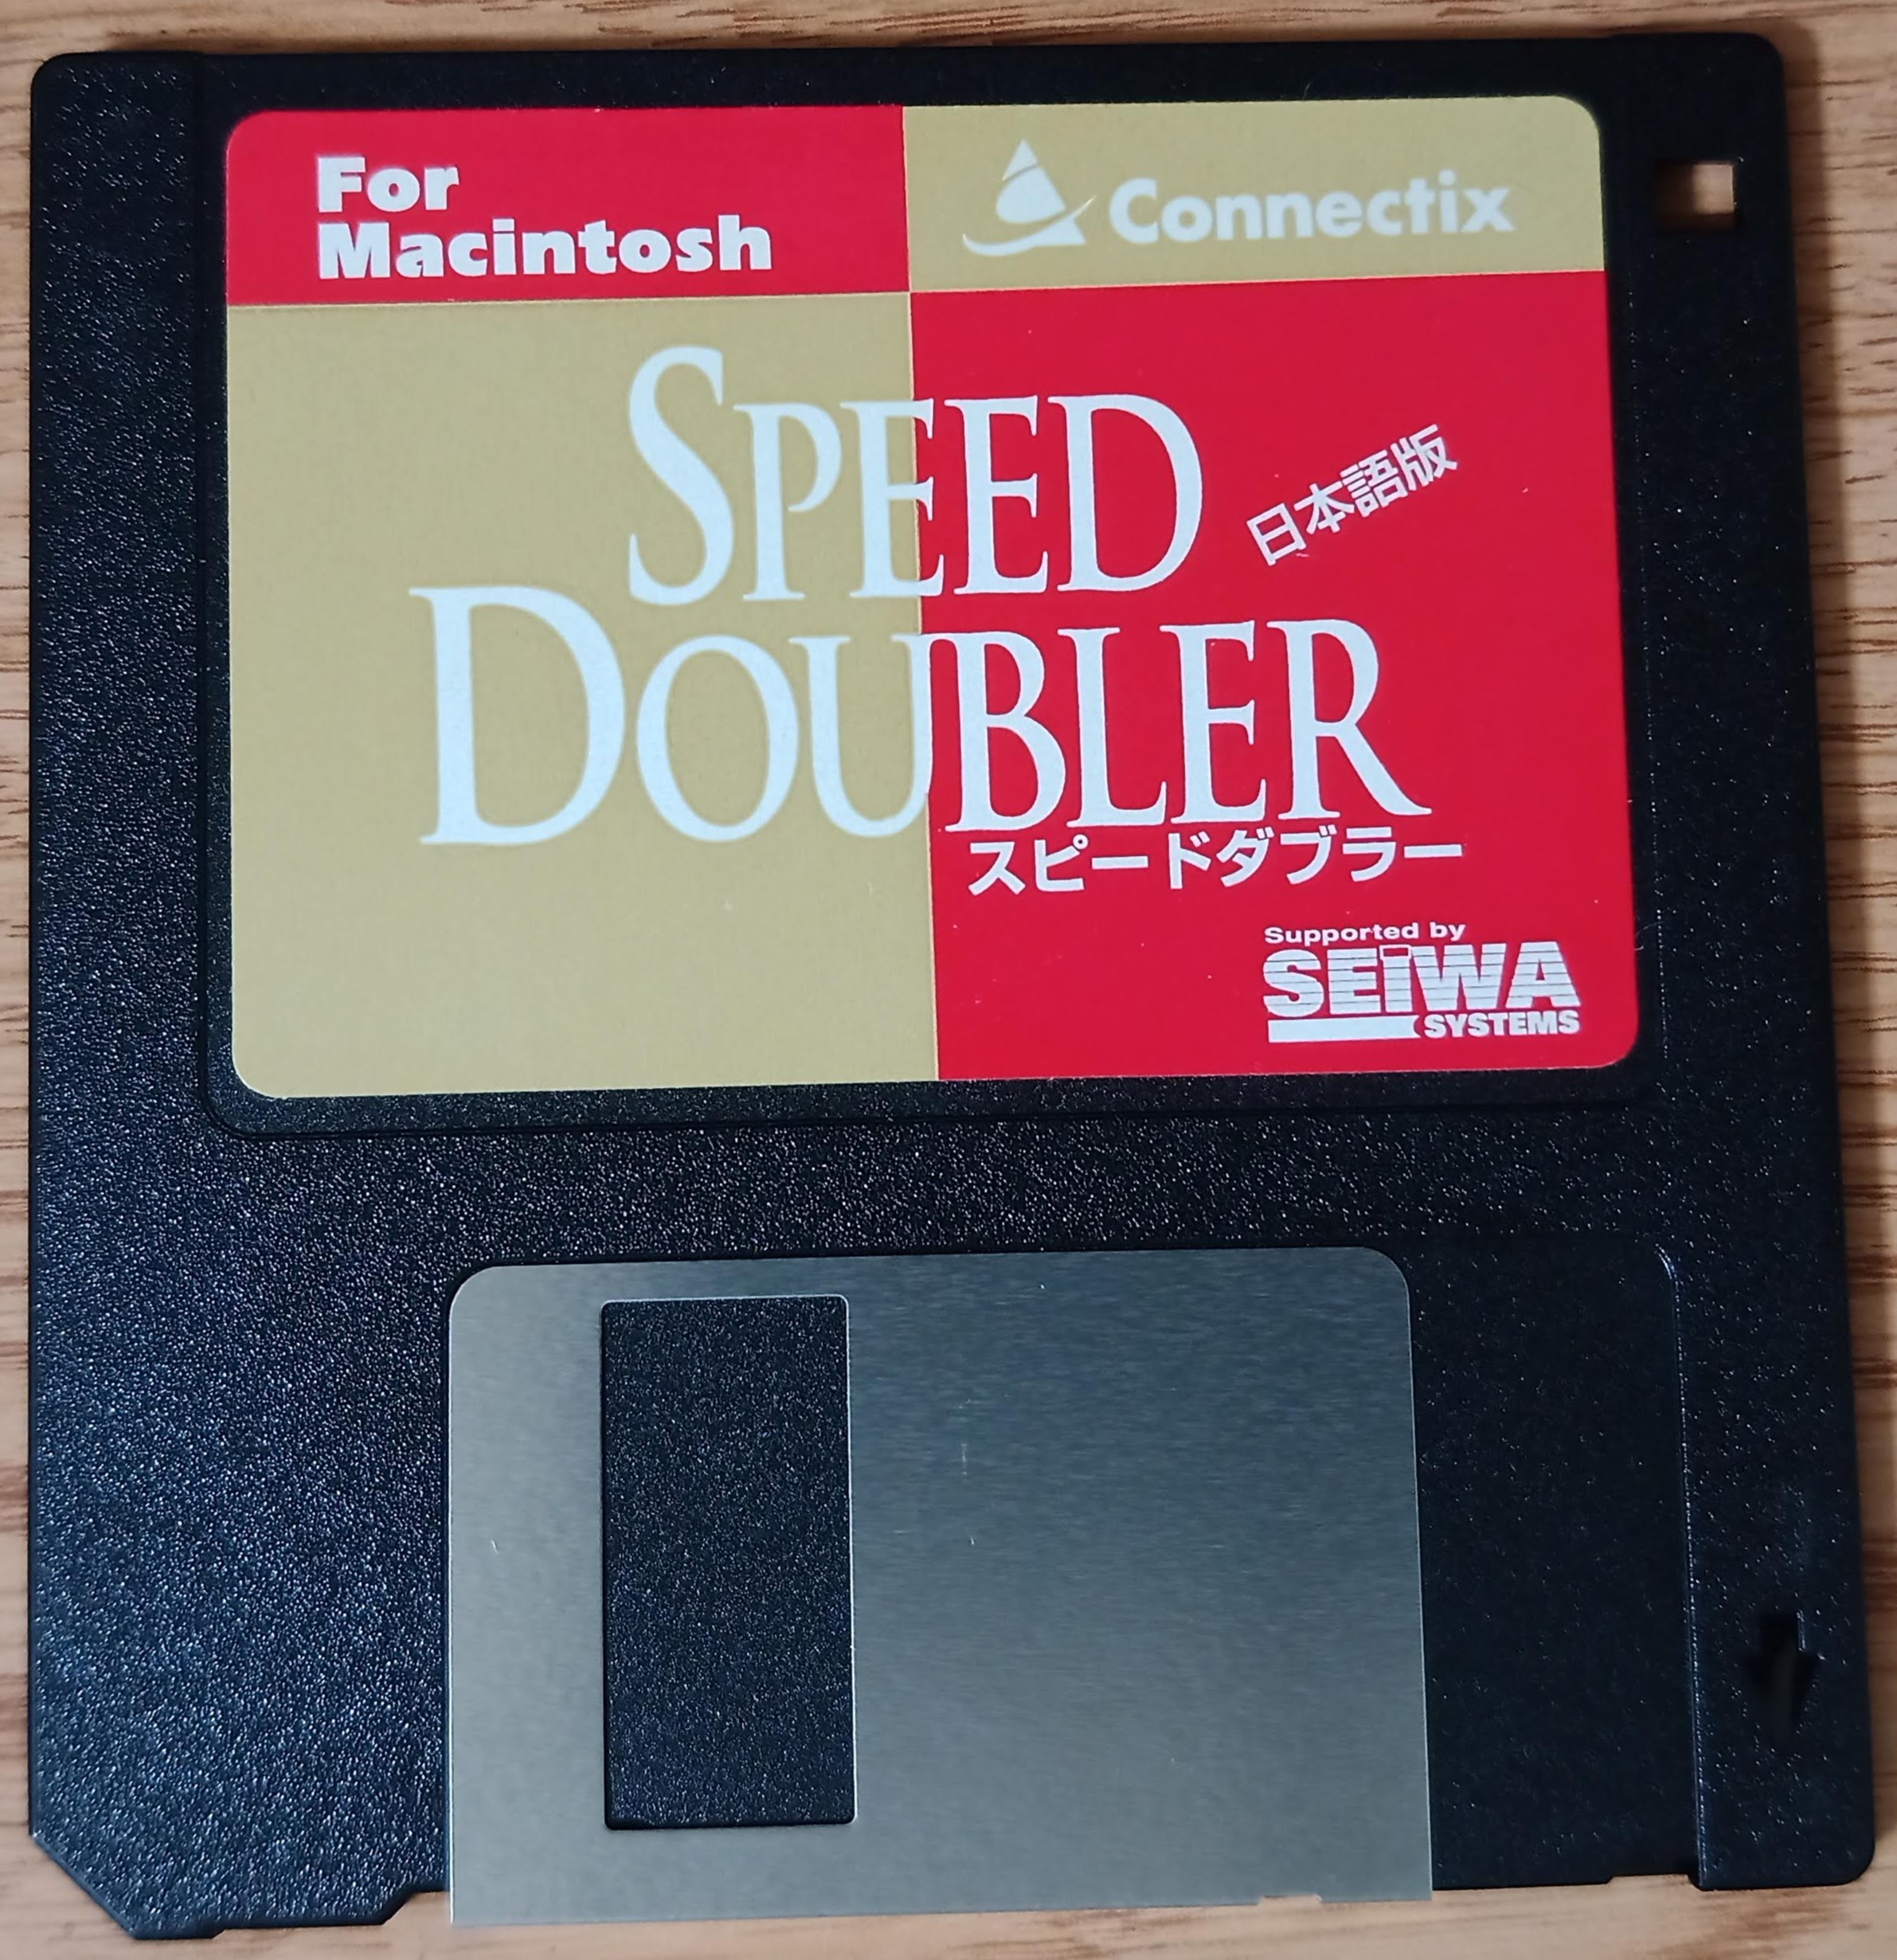 For
Macintosh
Connectix
SPEED
日本語版
DOUBLER
スピードダブラー
Supported by
SEiWA
SYSTEMS